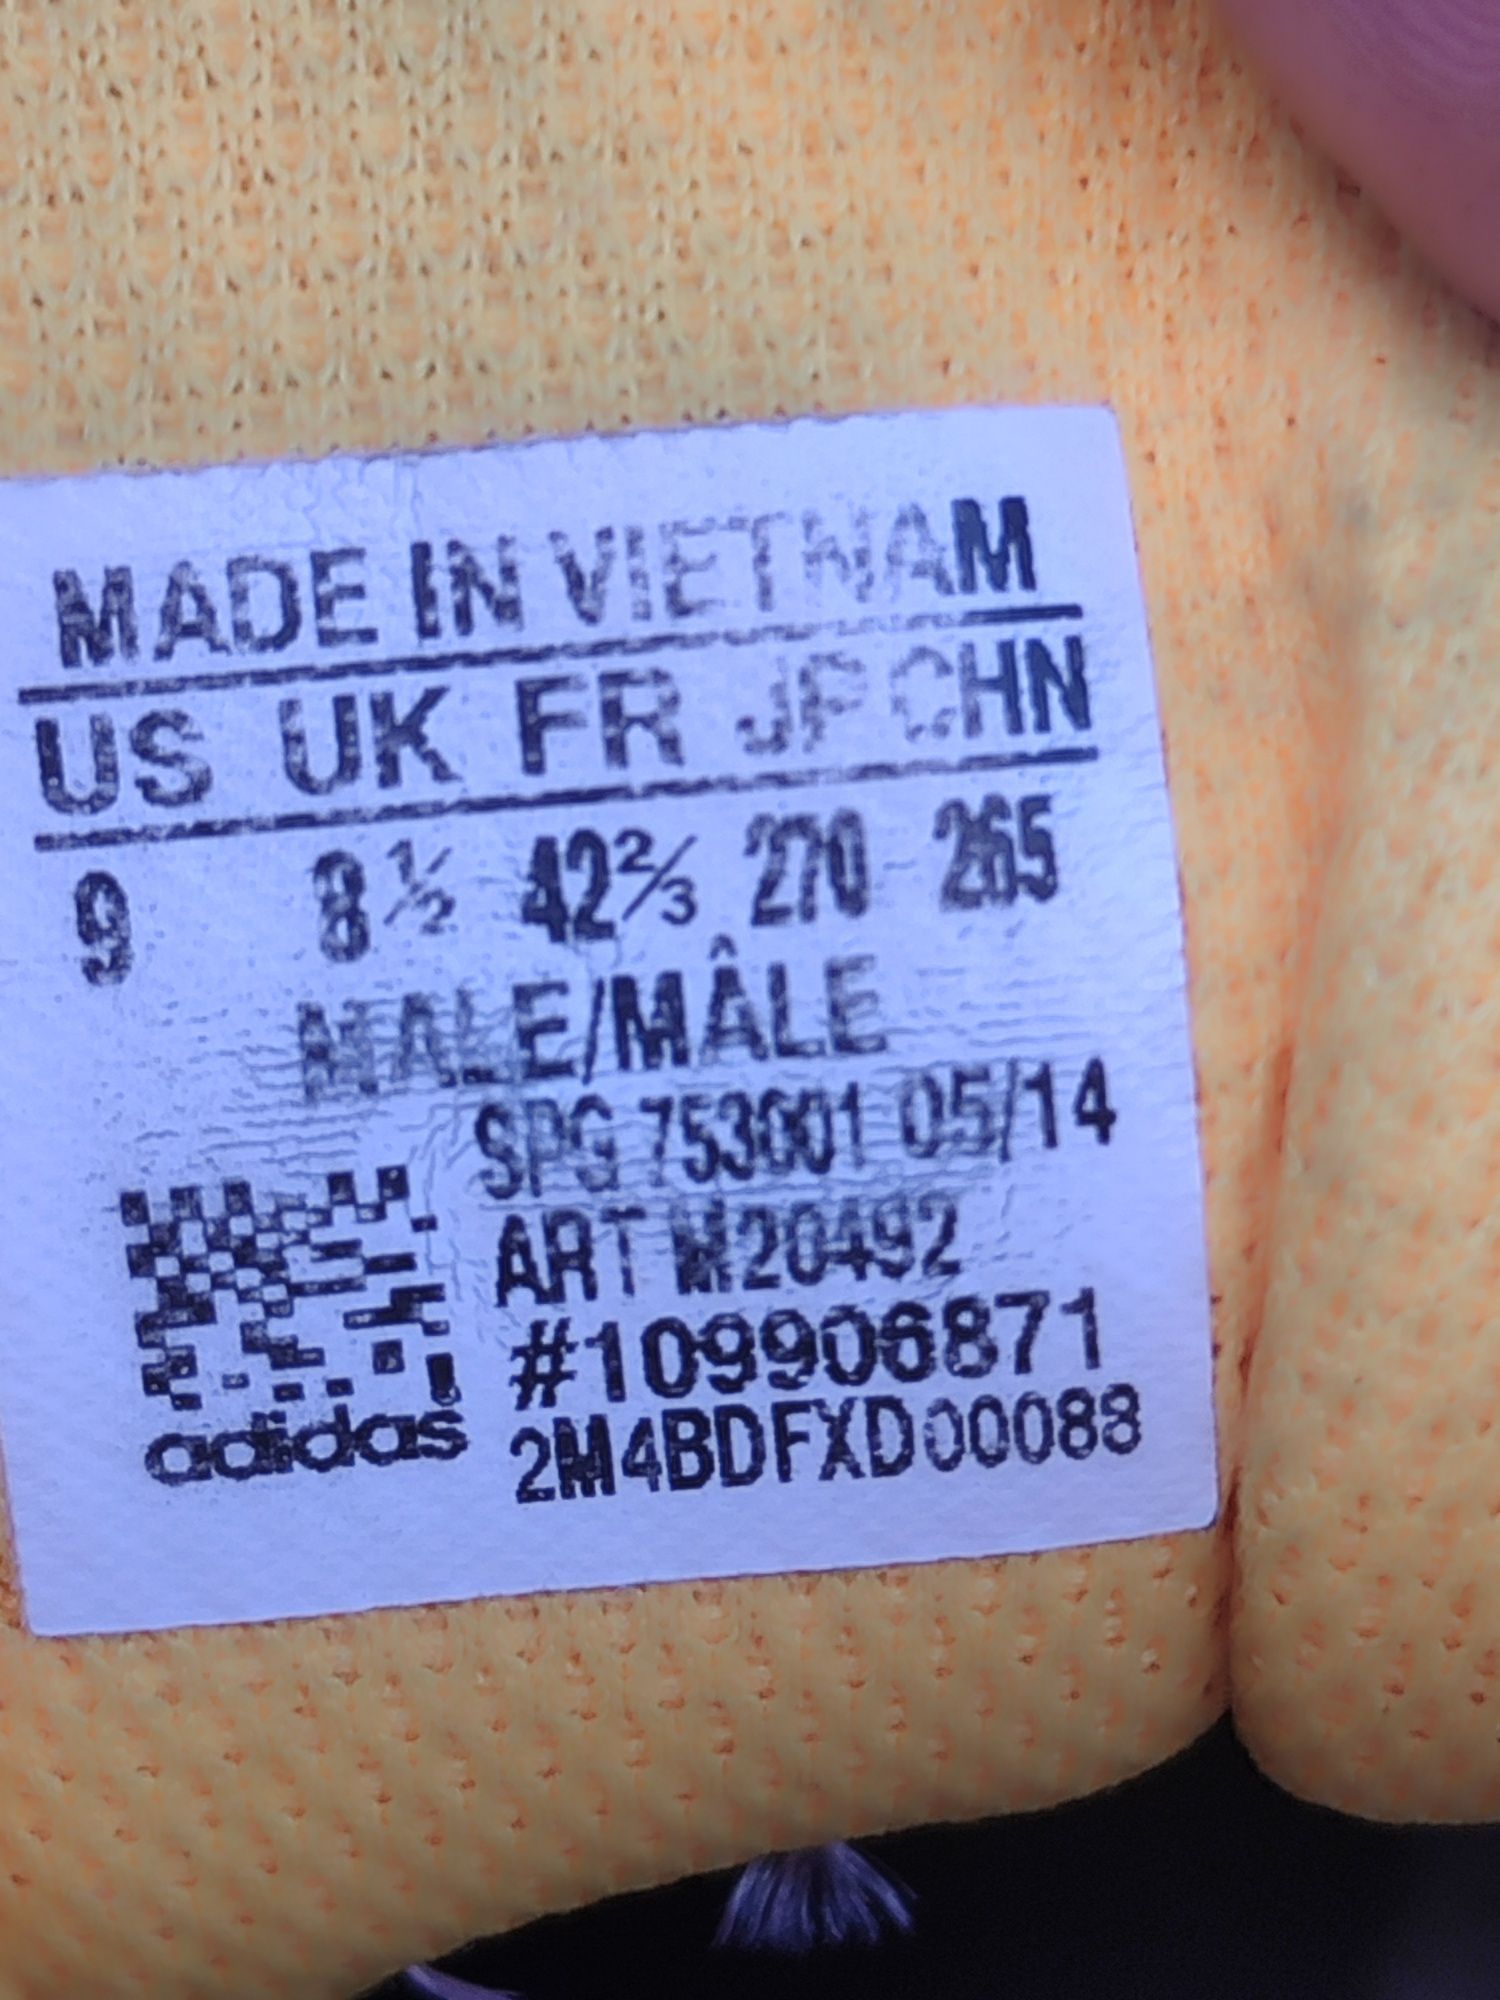 MADE IN VIETNAM
US UK FR JP CHN
9 8½ 42⅔ 270 265
MALE/MÂLE
SPG 753001 05/14
ART M20492
#109906871
2M4BDFXD00088
adidas